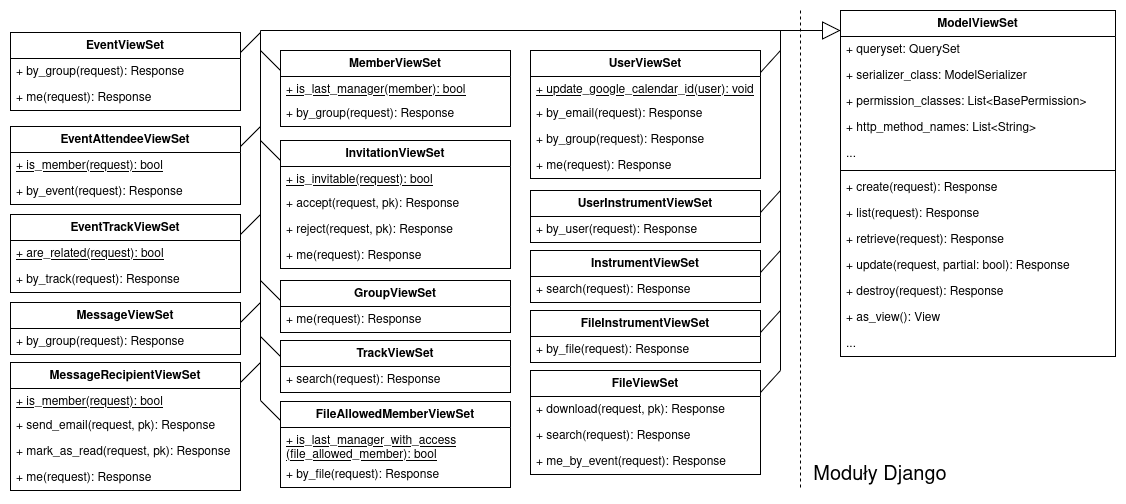 EventViewSet
+ by_group(request): Response
+ me(request): Response
EventAttendeeViewSet
+ is_member(request): bool
+ by_event(request): Response
EventTrackViewSet
+ are_related(request): bool
+ by_track(request): Response
MessageViewSet
+ by_group(request): Response
MessageRecipientViewSet
+ is_member(request): bool
+ send_email(request, pk): Response
+ mark_as_read(request, pk): Response
+ me(request): Response
MemberViewSet
+ is_last_manager(member): bool
+ by_group(request): Response
InvitationViewSet
+ is_invitable(request): bool
+ accept(request, pk): Response
+ reject(request, pk): Response
+ me(request): Response
GroupViewSet
+ me(request): Response
TrackViewSet
+ search(request): Response
FileAllowedMemberViewSet
+ is_last_manager_with_access
(file_allowed_member): bool
+ by_file(request): Response
UserViewSet
+ update_google_calendar_id(user): void
+ by_email(request): Response
+ by_group(request): Response
+ me(request): Response
UserInstrumentViewSet
+ by_user(request): Response
InstrumentViewSet
+ search(request): Response
FileInstrumentViewSet
+ by_file(request): Response
FileViewSet
+ download(request, pk): Response
+ search(request): Response
+ me_by_event(request): Response
ModelViewSet
+ queryset: QuerySet
+ serializer_class: ModelSerializer
+ permission_classes: List<BasePermission>
+ http_method_names: List<String>
...
+ create(request): Response
+ list(request): Response
+ retrieve(request): Response
+ update(request, partial: bool): Response
+ destroy(request): Response
+ as_view(): View
...
Moduły Django